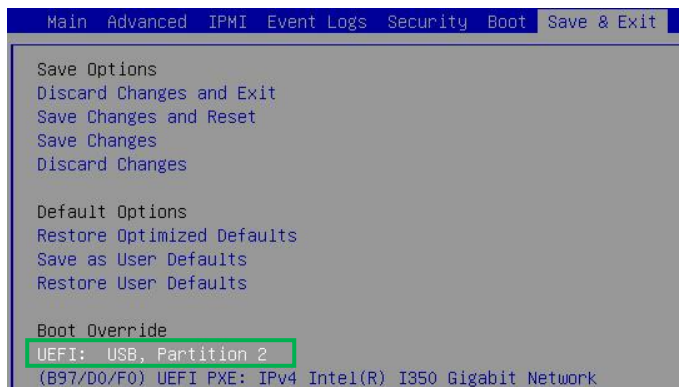 Main Advanced IPMI Event Logs Security Boot Save & Exit
Save Options
Discard Changes and Exit
Save Changes and Reset
Save Changes
Discard Changes
Default Options
Restore Optimized Defaults
Save as User Defaults
Restore User Defaults
Boot Override
UEFI: USB, Partition 2
(B97/D0/F0) UEFI PXE: IPv4 Intel(R) I350 Gigabit Network